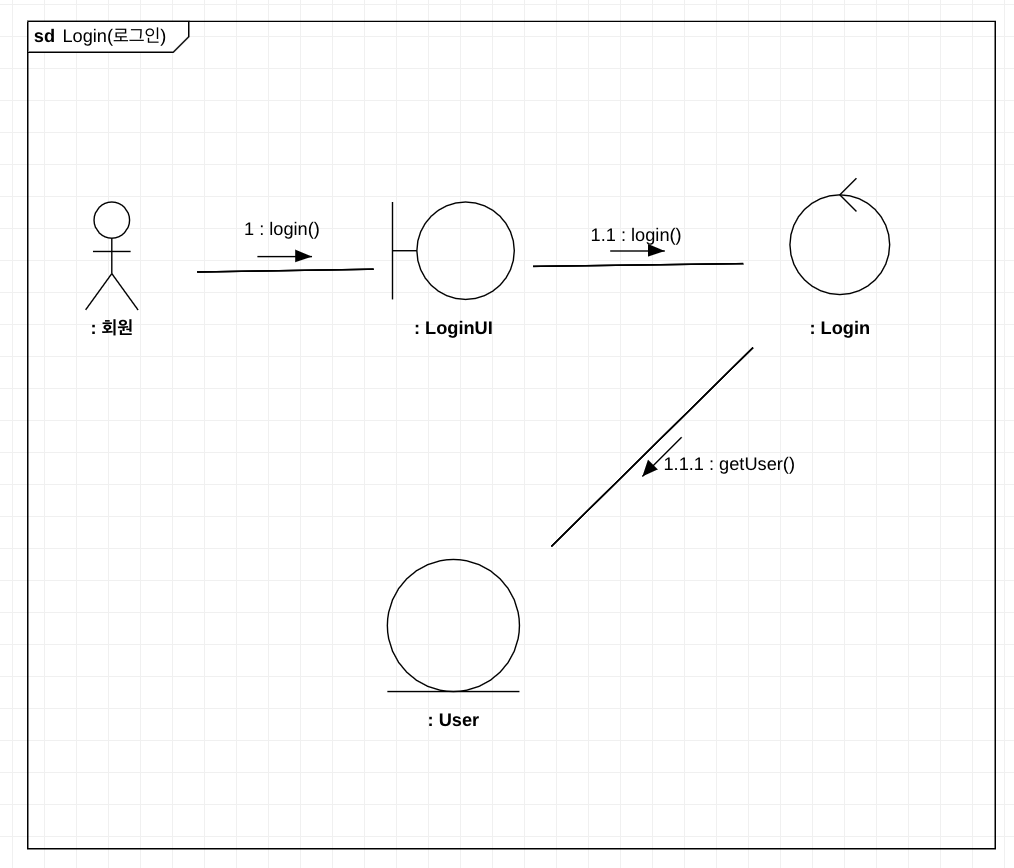 sd Login(로그인)
1 : login()
1.1 : login()
: 회원
: LoginUI
: Login
1.1.1 : getUser()
: User